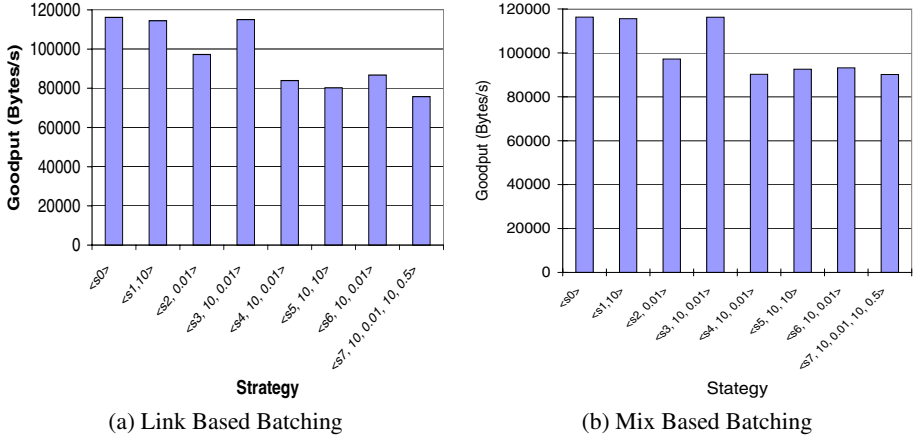 120000
100000
80000
60000
40000
20000
0
Goodput (Bytes/s)
<s0>
<s1,10>
<s2, 0.01>
<s3, 10, 0.01>
<s4, 10, 0.01>
<s5, 10, 10>
<s6, 10, 0.01>
<s7, 10, 0.01, 10, 0.5>
Strategy
(a) Link Based Batching
120000
100000
80000
60000
40000
20000
0
Goodput (Bytes/s)
<s0>
<s1,10>
<s2, 0.01>
<s3, 10, 0.01>
<s4, 10, 0.01>
<s5, 10, 10>
<s6, 10, 0.01>
<s7, 10, 0.01, 10, 0.5>
Stategy
(b) Mix Based Batching